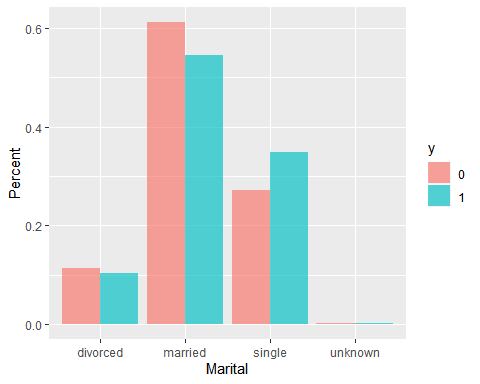 0.6
0.4
0.2
0.0
Percent
divorced
married
single
unknown
Marital
y
0
1